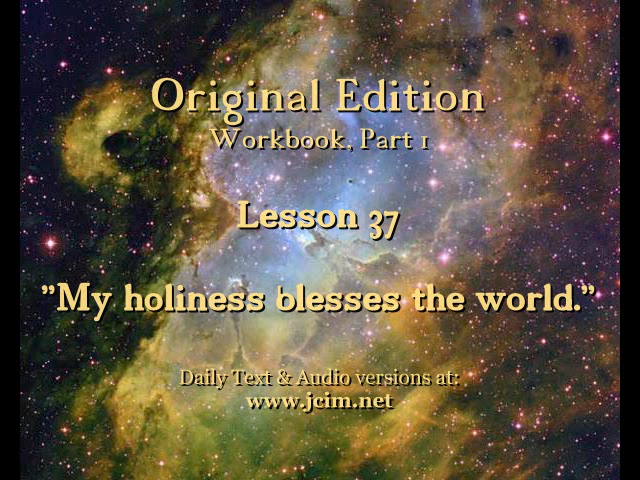 Original Edition
Workbook, Part 1
Lesson 37
"My holiness blesses the world."
Daily Text & Audio versions at:
www.jcim.net